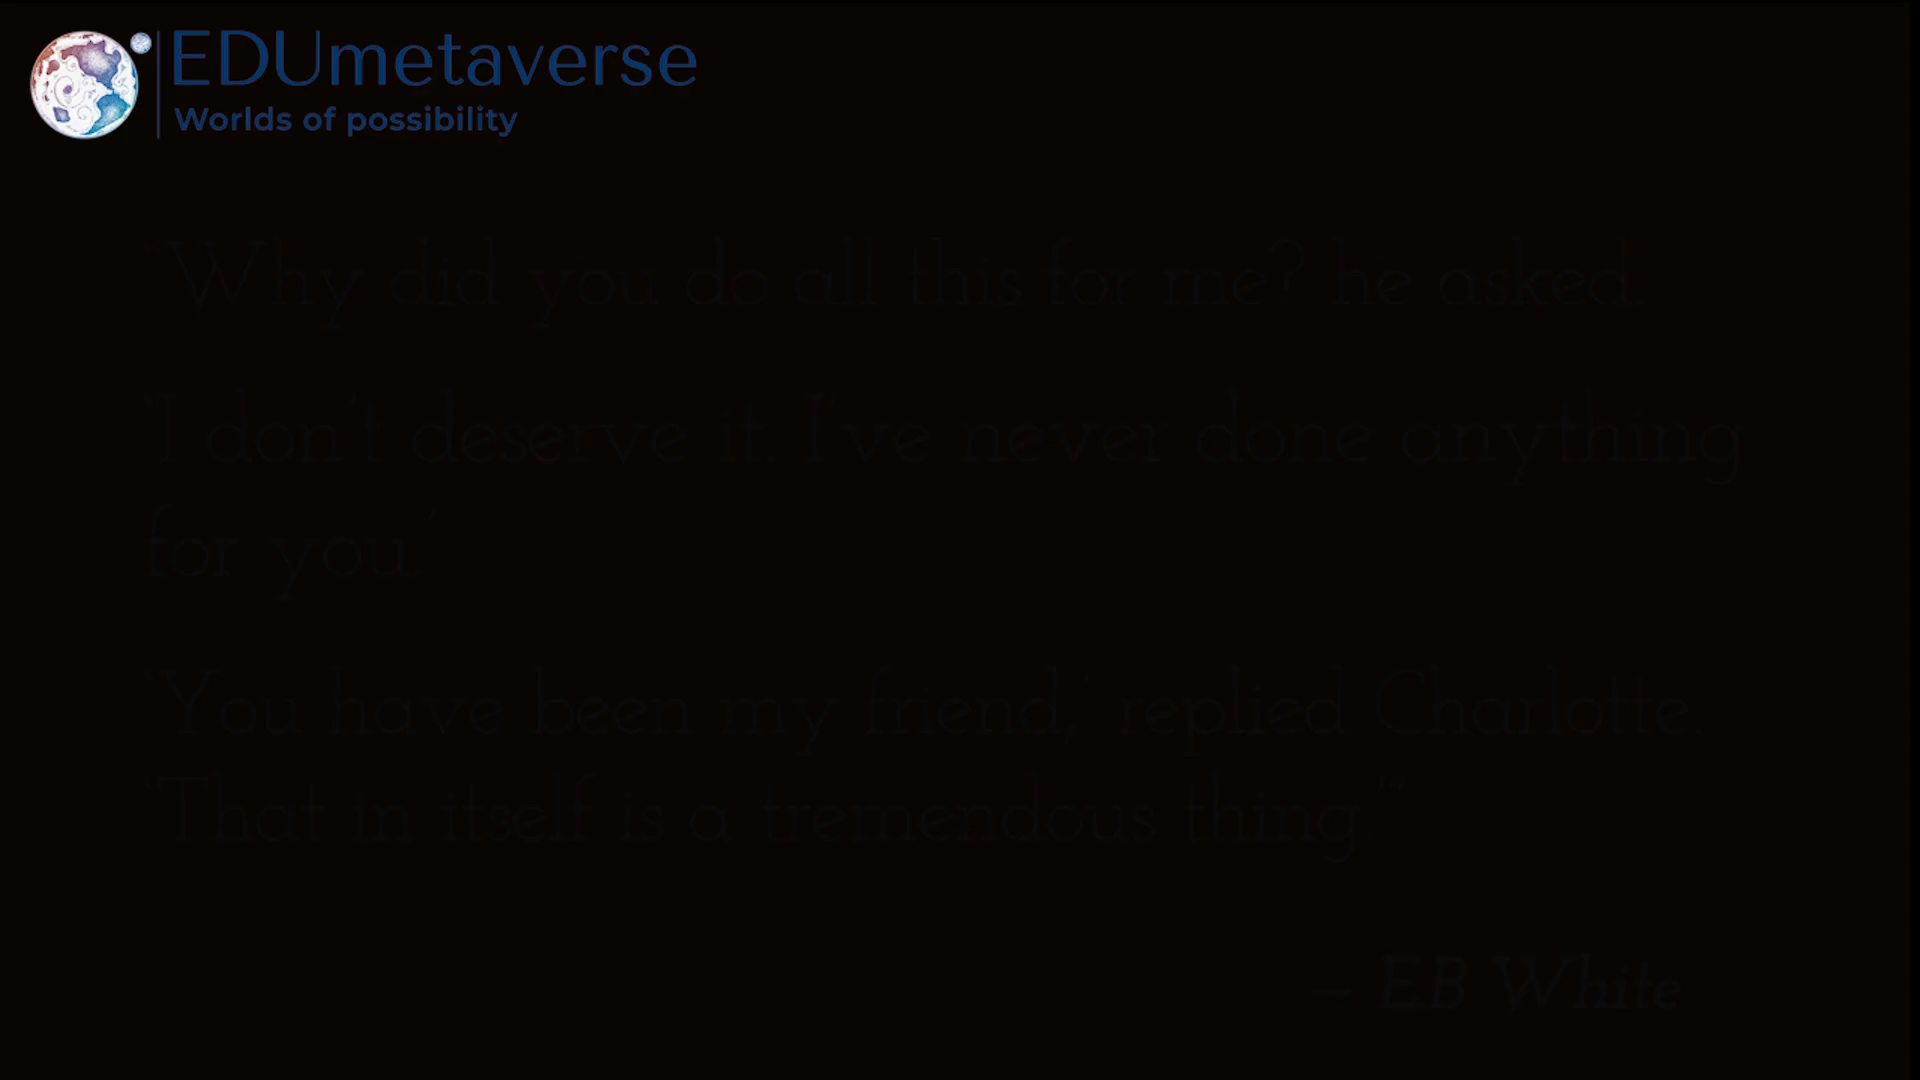 EDUmetaverse
Worlds of possibility
“Why did you do all this for me? he asked.
‘I don’t deserve it. I’ve never done anything
for you.’
‘You have been my friend,’ replied Charlotte.
‘That in itself is a tremendous thing.’”
— EB White